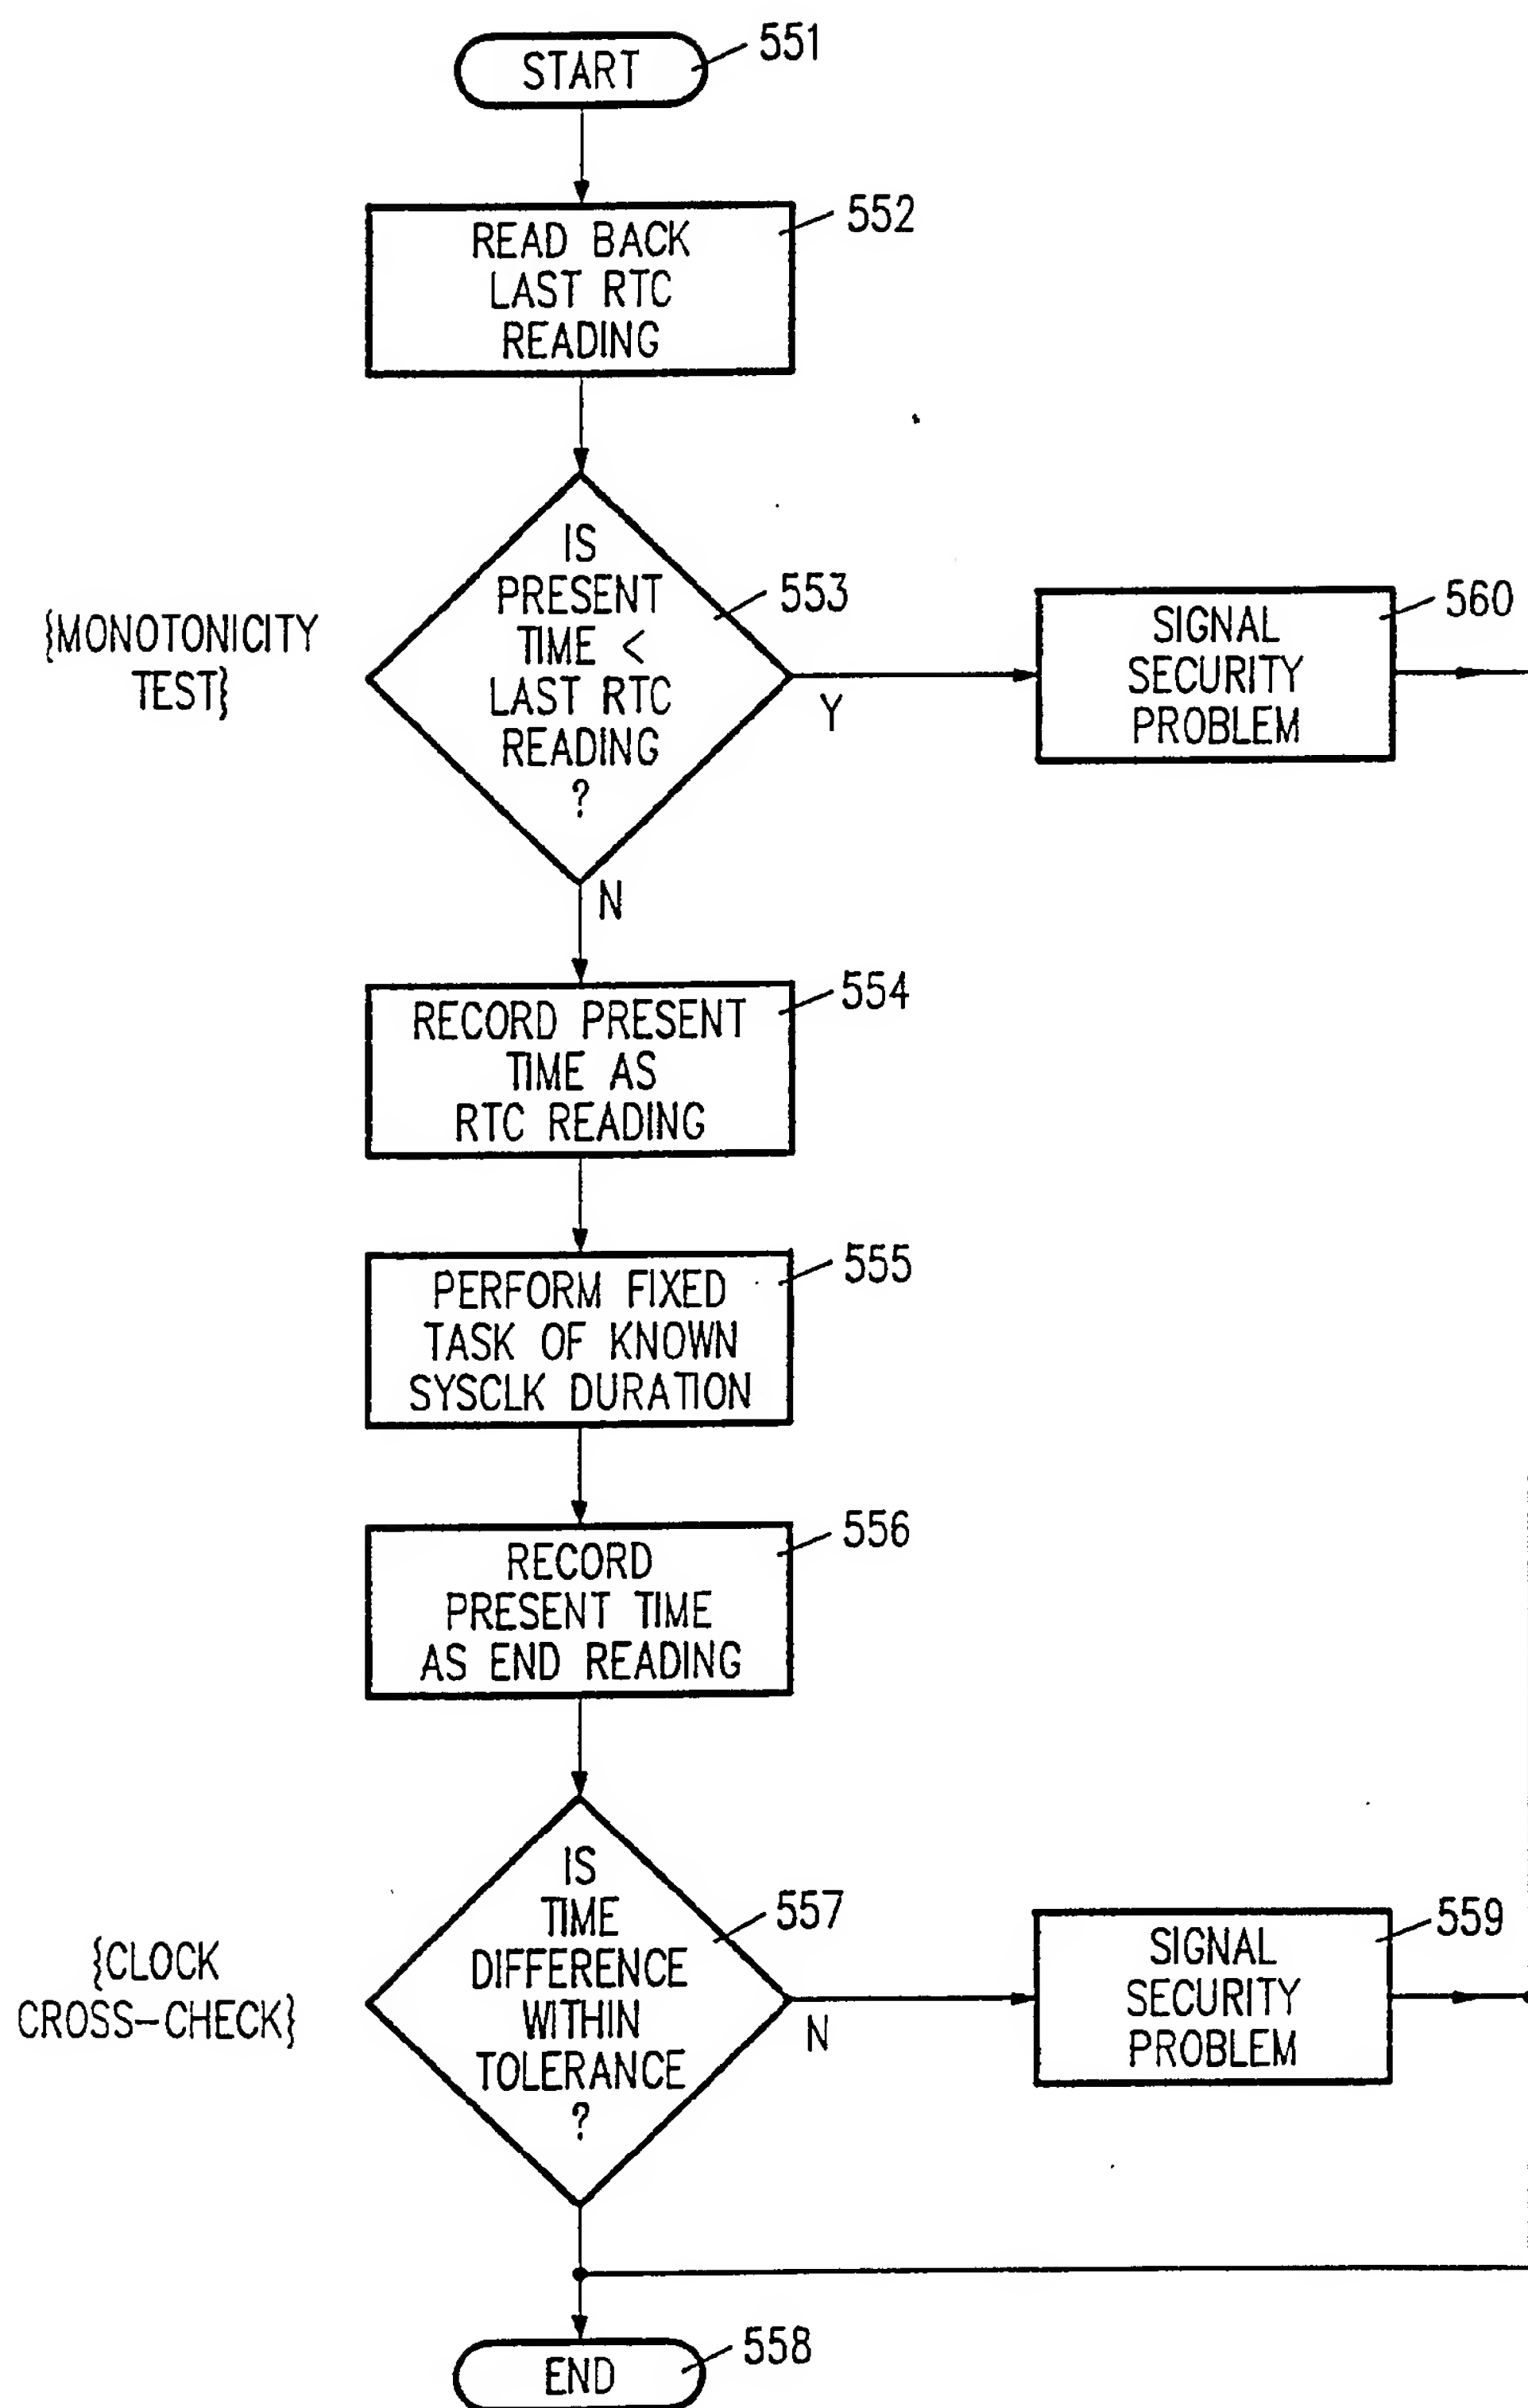 START
551
READ BACK
LAST RTC
READING
552
{MONOTONICITY
TEST}
IS
PRESENT
TIME <
LAST RTC
READING
?
553
Y
N
SIGNAL
SECURITY
PROBLEM
560
RECORD PRESENT
TIME AS
RTC READING
554
PERFORM FIXED
TASK OF KNOWN
SYSCLK DURATION
555
RECORD
PRESENT TIME
AS END READING
556
{CLOCK
CROSS-CHECK}
IS
TIME
DIFFERENCE
WITHIN
TOLERANCE
?
557
N
SIGNAL
SECURITY
PROBLEM
559
END
558